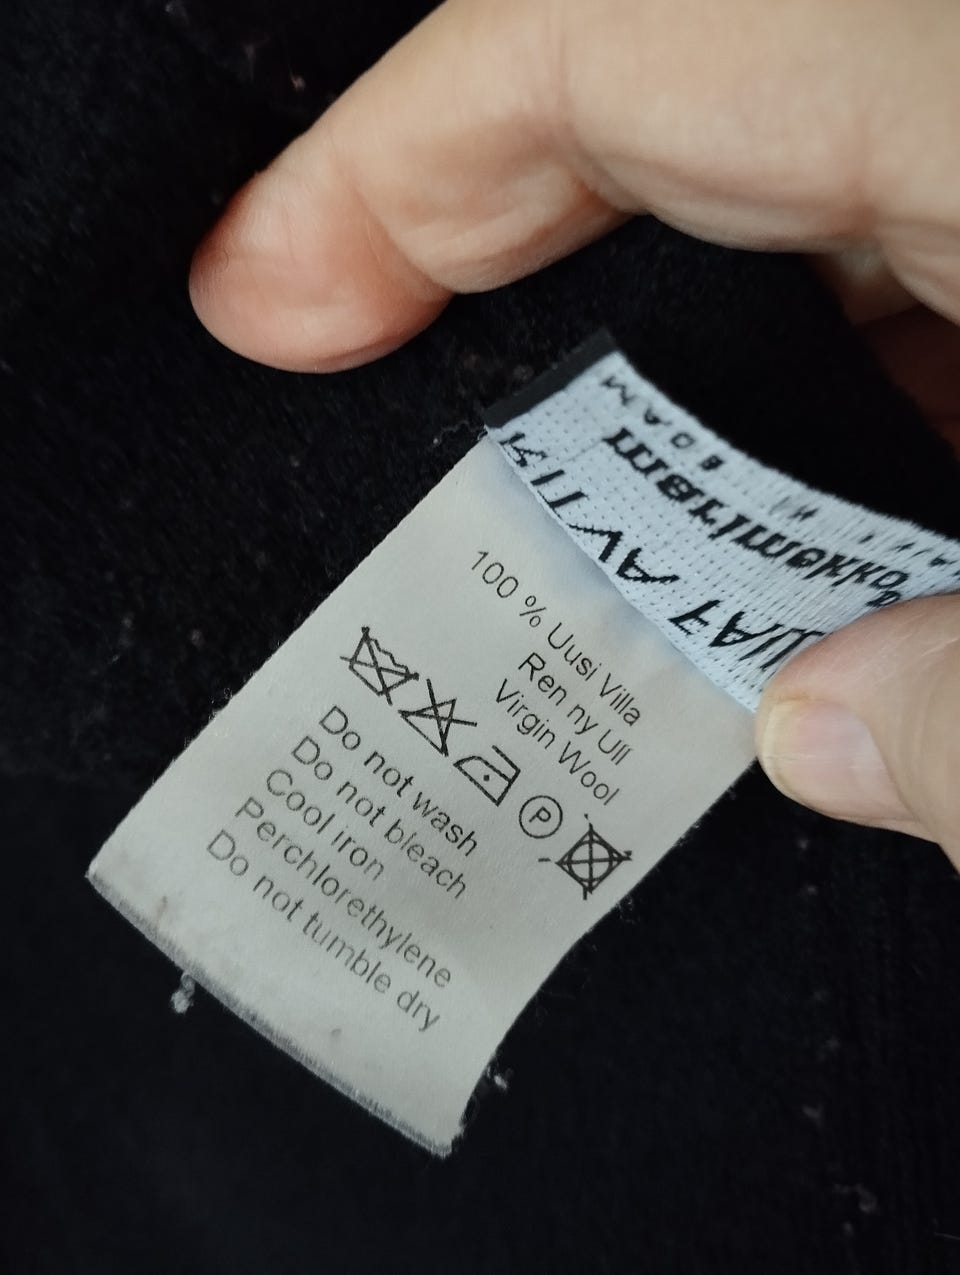 marimekko
100 % Uusi Villa
Ren ny Ull
Virgin Wool
P
Do not wash
Do not bleach
Cool iron
Perchlorethylene
Do not tumble dry